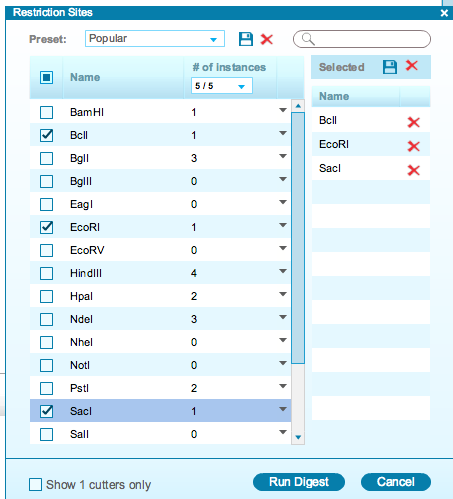 Restriction Sites
Preset: Popular
Name # of instances Selected
5 / 5
Name
BamHI 1
BclI 1
BglI 3
BglII 0
EagI 0
EcoRI 1
EcoRV 0
HindIII 4
HpaI 2
NdeI 3
NheI 0
NotI 0
PstI 2
SacI 1
SalI 0
BclI
EcoRI
SacI
Show 1 cutters only
Run Digest Cancel